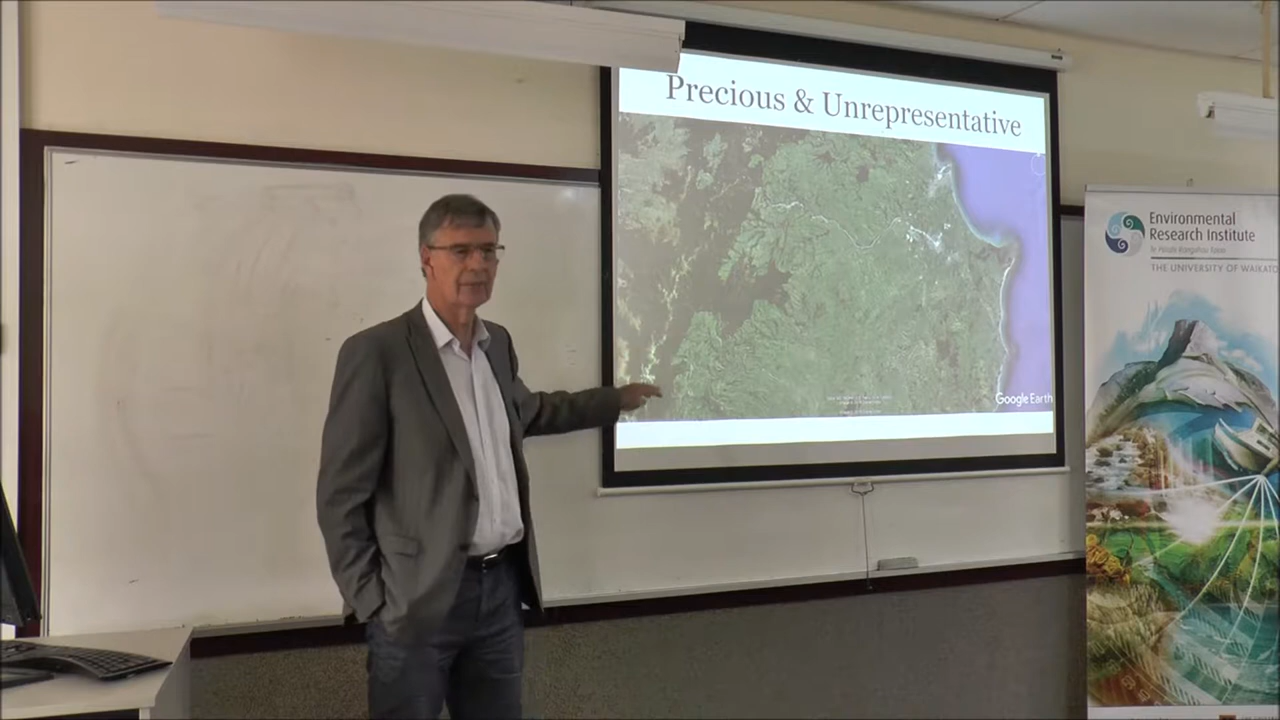 Precious & Unrepresentative
Google Earth
Environmental
Research Institute
THE UNIVERSITY OF WAIKATO